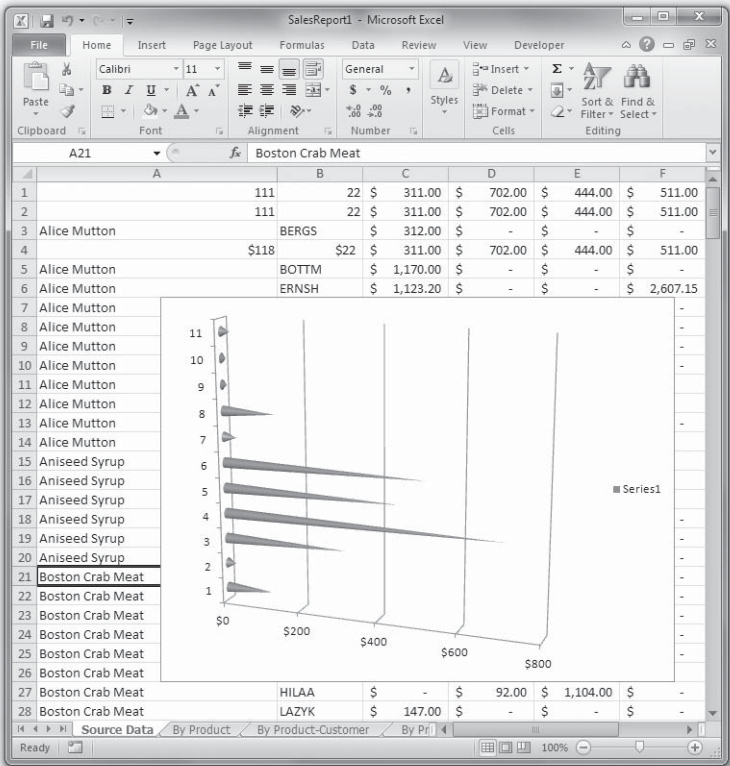 SalesReport1 - Microsoft Excel
File Home Insert Page Layout Formulas Data Review View Developer
Paste
Calibri 11
B I U A A
General
$ % ,
Styles
Insert
Delete
Format
Sort & Filter
Find & Select
Clipboard Font Alignment Number Cells Editing
A21 fx Boston Crab Meat
A B C D E F
1 111 22 $ 311.00 $ 702.00 $ 444.00 $ 511.00
2 111 22 $ 311.00 $ 702.00 $ 444.00 $ 511.00
3 Alice Mutton BERGS $ 312.00 $ - $ - $ -
4 $118 $22 $ 311.00 $ 702.00 $ 444.00 $ 511.00
5 Alice Mutton BOTTM $ 1,170.00 $ - $ - $ -
6 Alice Mutton ERNSH $ 1,123.20 $ - $ - $ 2,607.15
7 Alice Mutton -
8 Alice Mutton -
9 Alice Mutton -
10 Alice Mutton -
11 Alice Mutton
12 Alice Mutton
13 Alice Mutton -
14 Alice Mutton
15 Aniseed Syrup
16 Aniseed Syrup
17 Aniseed Syrup
18 Aniseed Syrup -
19 Aniseed Syrup -
20 Aniseed Syrup -
21 Boston Crab Meat
22 Boston Crab Meat -
23 Boston Crab Meat -
24 Boston Crab Meat -
25 Boston Crab Meat -
26 Boston Crab Meat
27 Boston Crab Meat HILAA $ - $ 92.00 $ 1,104.00 $ -
28 Boston Crab Meat LAZYK $ 147.00 $ - $ - $ -
11
10
9
8
7
6
5
4
3
2
1
$0 $200 $400 $600 $800
Series1
Source Data By Product By Product-Customer By Pr
Ready 100%